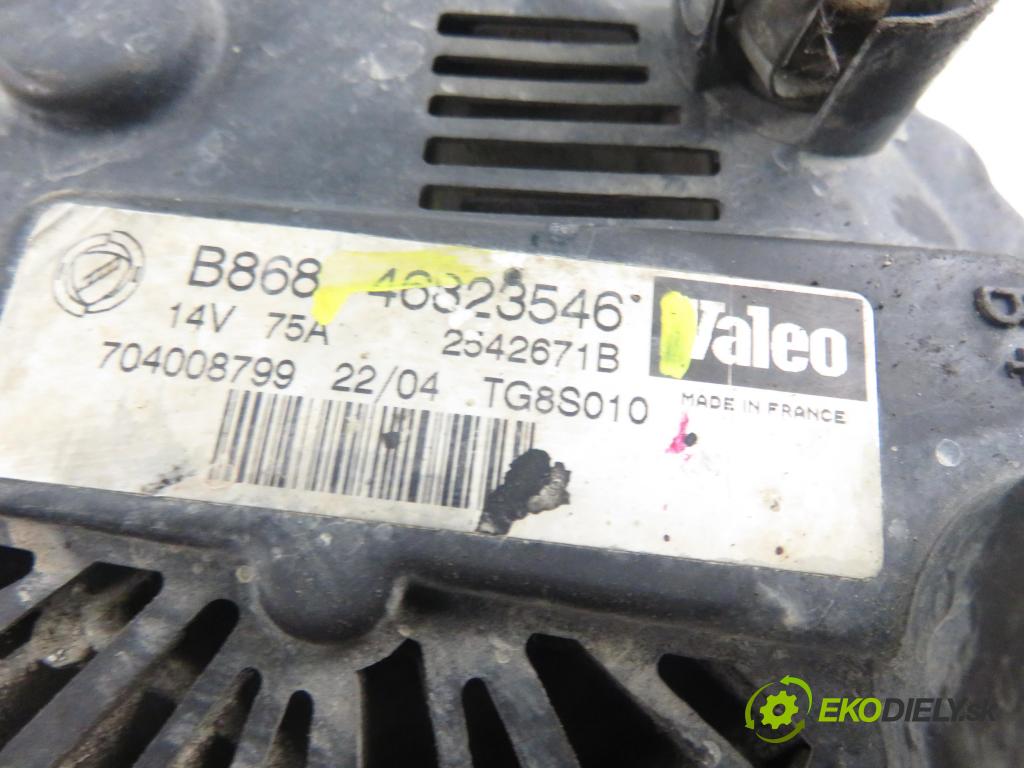 B868 46823546
Valeo
14V 75A 2542671B
704008799 22/04 TG8S010
MADE IN FRANCE
EKODIELY.SK